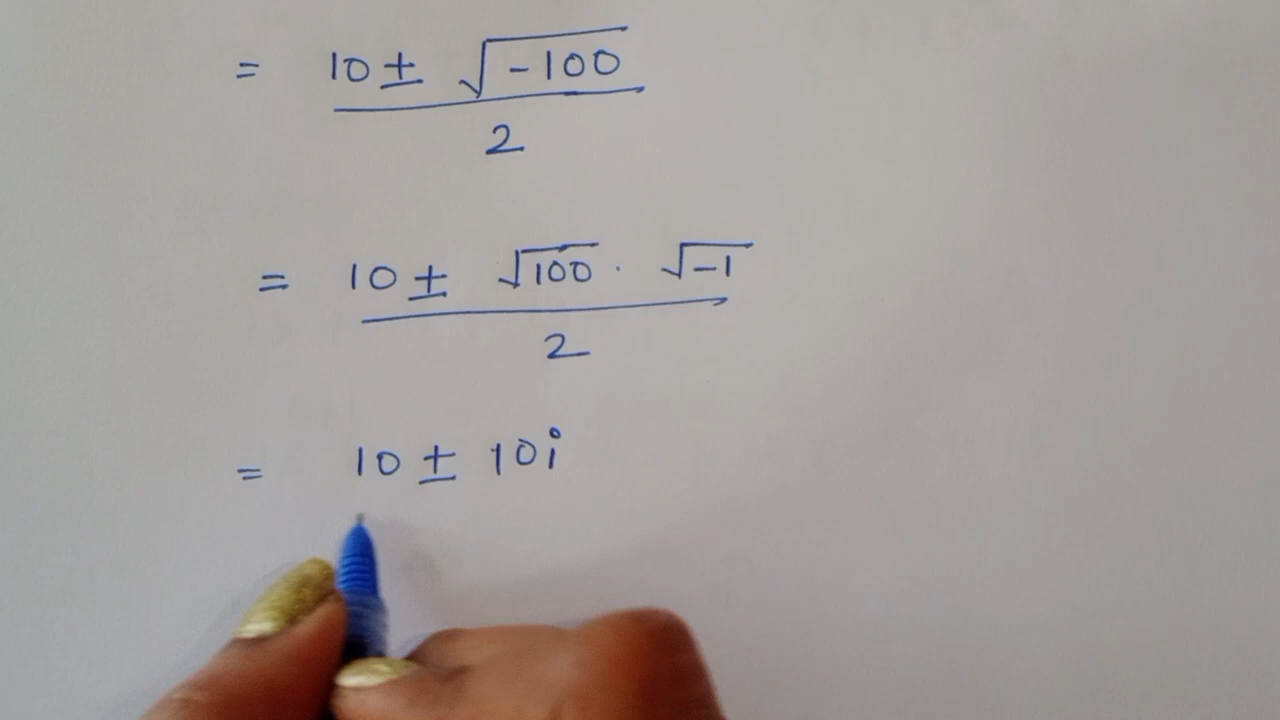 = 10 ± √-100
2
= 10 ± √100 · √-1
2
= 10 ± 10i